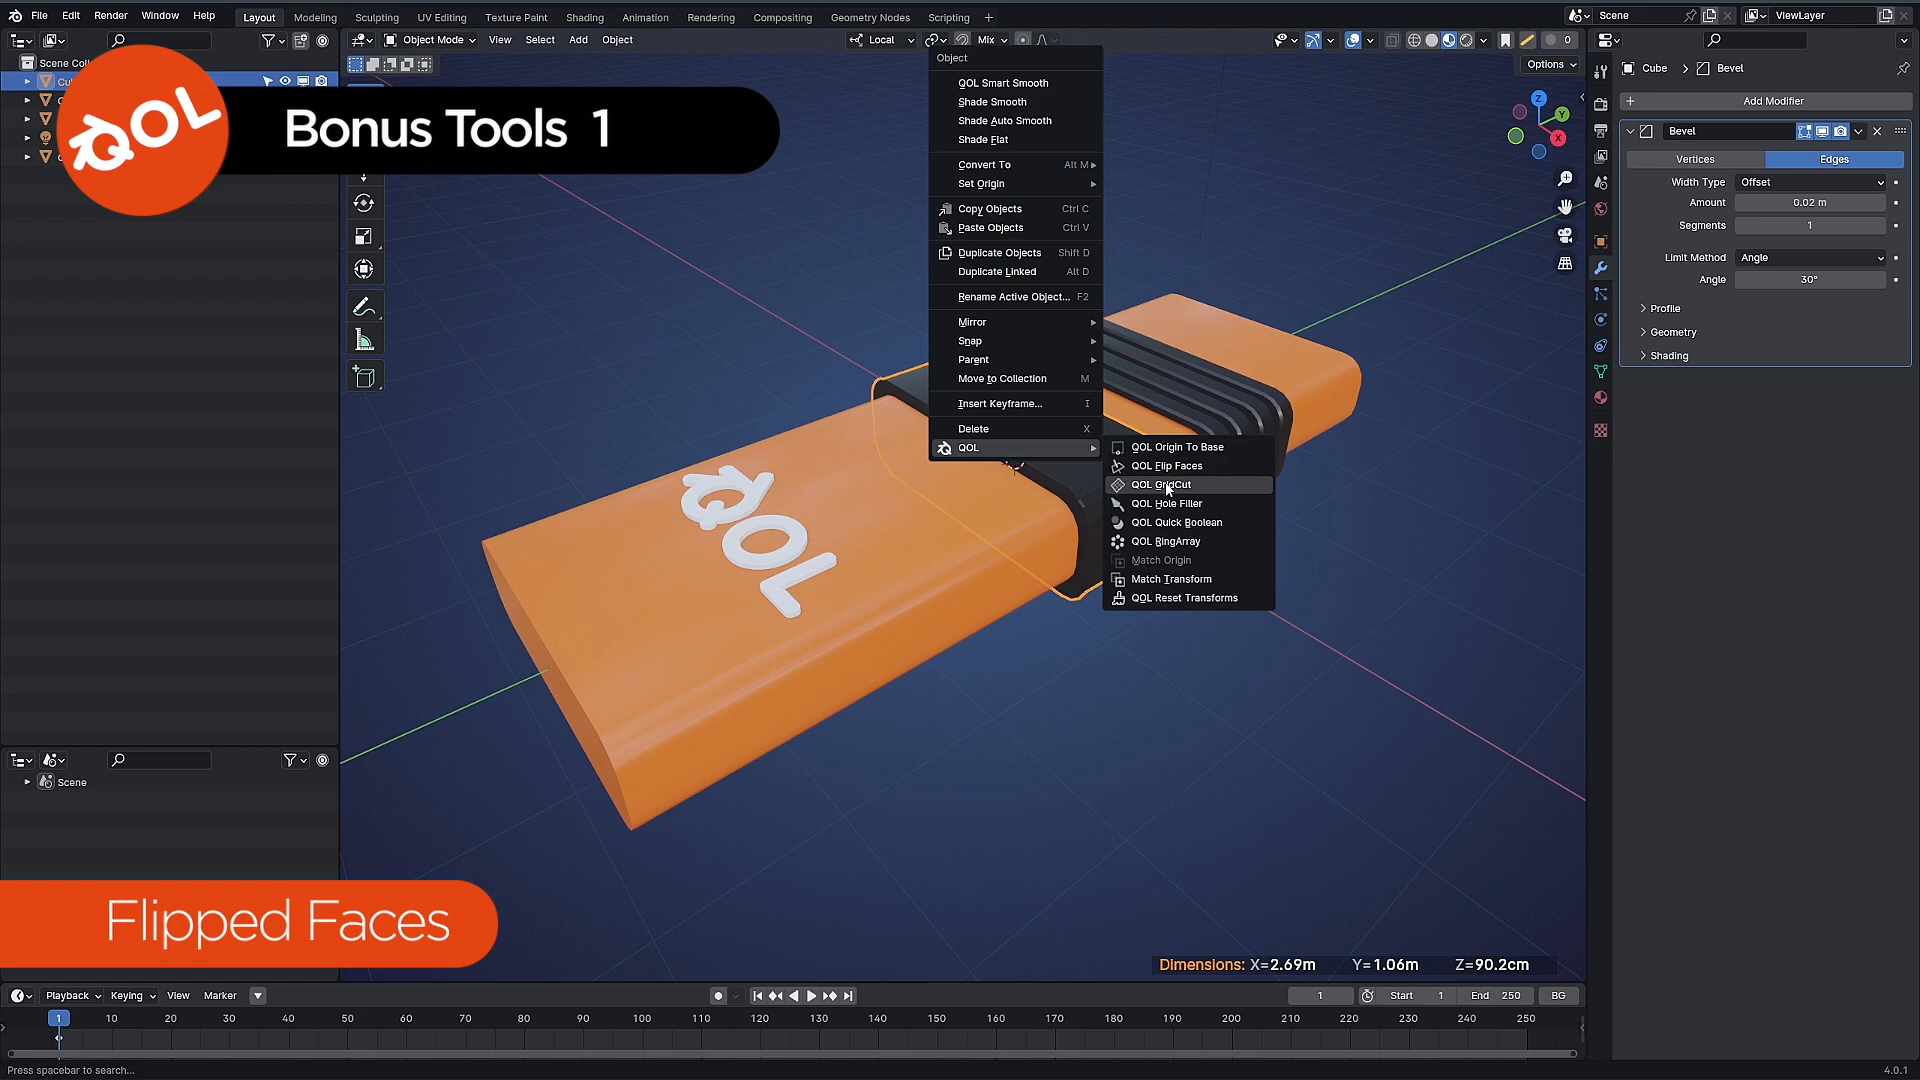 File Edit Render Window Help
Layout Modeling Sculpting UV Editing Texture Paint Shading Animation Rendering Compositing Geometry Nodes Scripting +
Scene
ViewLayer
Object Mode View Select Add Object
Local
Mix
0
Options
Scene
QOL
Bonus Tools 1
Object
QOL Smart Smooth
Shade Smooth
Shade Auto Smooth
Shade Flat
Convert To Alt M
Set Origin
Copy Objects Ctrl C
Paste Objects Ctrl V
Duplicate Objects Shift D
Duplicate Linked Alt D
Rename Active Object... F2
Mirror
Snap
Parent
Move to Collection M
Insert Keyframe... I
Delete X
QOL
QOL Origin To Base
QOL Flip Faces
QOL GridCut
QOL Hole Filler
QOL Quick Boolean
QOL RingArray
Match Origin
Match Transform
QOL Reset Transforms
Z
Y
X
QOL
Cube Bevel
Add Modifier
Bevel
Vertices Edges
Width Type Offset
Amount 0.02 m
Segments 1
Limit Method Angle
Angle 30°
Profile
Geometry
Shading
Scene
Flipped Faces
Dimensions: X=2.69m Y=1.06m Z=90.2cm
Playback Keying View Marker
1 Start 1 End 250 BG
1 10 20 30 40 50 60 70 80 90 100 110 120 130 140 150 160 170 180 190 200 210 220 230 240 250
Press spacebar to search...
4.0.1